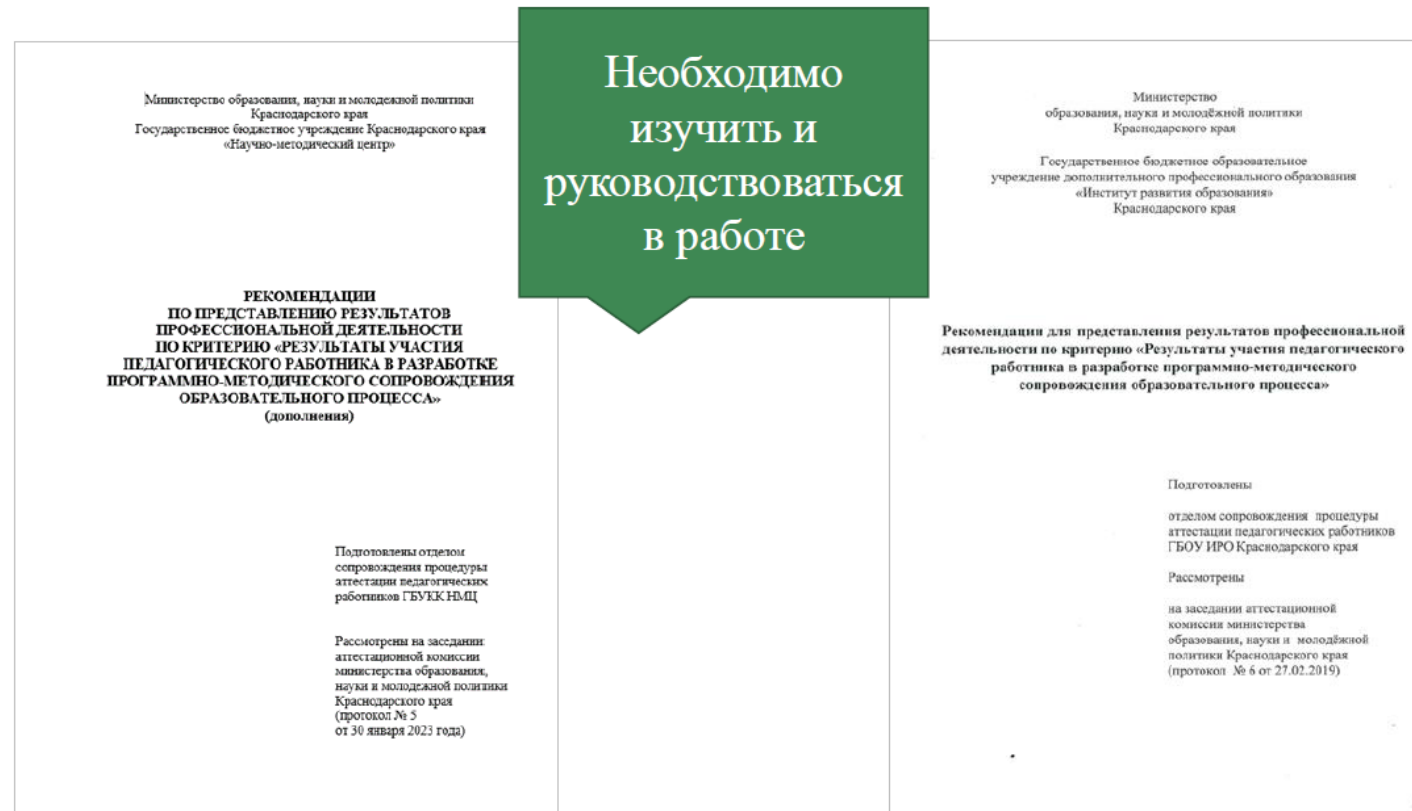 Необходимо
изучить и
руководствоваться
в работе
Министерство образования, науки и молодежной политики
Краснодарского края
Государственное бюджетное учреждение Краснодарского края
«Научно-методический центр»
РЕКОМЕНДАЦИИ
ПО ПРЕДСТАВЛЕНИЮ РЕЗУЛЬТАТОВ
ПРОФЕССИОНАЛЬНОЙ ДЕЯТЕЛЬНОСТИ
ПО КРИТЕРИЮ «РЕЗУЛЬТАТЫ УЧАСТИЯ
ПЕДАГОГИЧЕСКОГО РАБОТНИКА В РАЗРАБОТКЕ
ПРОГРАММНО-МЕТОДИЧЕСКОГО СОПРОВОЖДЕНИЯ
ОБРАЗОВАТЕЛЬНОГО ПРОЦЕССА»
(дополнения)
Подготовлены отделом
сопровождения процедуры
аттестации педагогических
работников ГБУКК НМЦ
Рассмотрены на заседании
аттестационной комиссии
министерства образования,
науки и молодежной политики
Краснодарского края
(протокол № 5
от 30 января 2023 года)
Министерство
образования, науки и молодёжной политики
Краснодарского края
Государственное бюджетное образовательное
учреждение дополнительного профессионального образования
«Институт развития образования»
Краснодарского края
Рекомендации для представления результатов профессиональной
деятельности по критерию «Результаты участия педагогического
работника в разработке программно-методического
сопровождения образовательного процесса»
Подготовлены
отделом сопровождения процедуры
аттестации педагогических работников
ГБОУ ИРО Краснодарского края
Рассмотрены
на заседании аттестационной
комиссии министерства
образования, науки и молодёжной
политики Краснодарского края
(протокол № 6 от 27.02.2019)